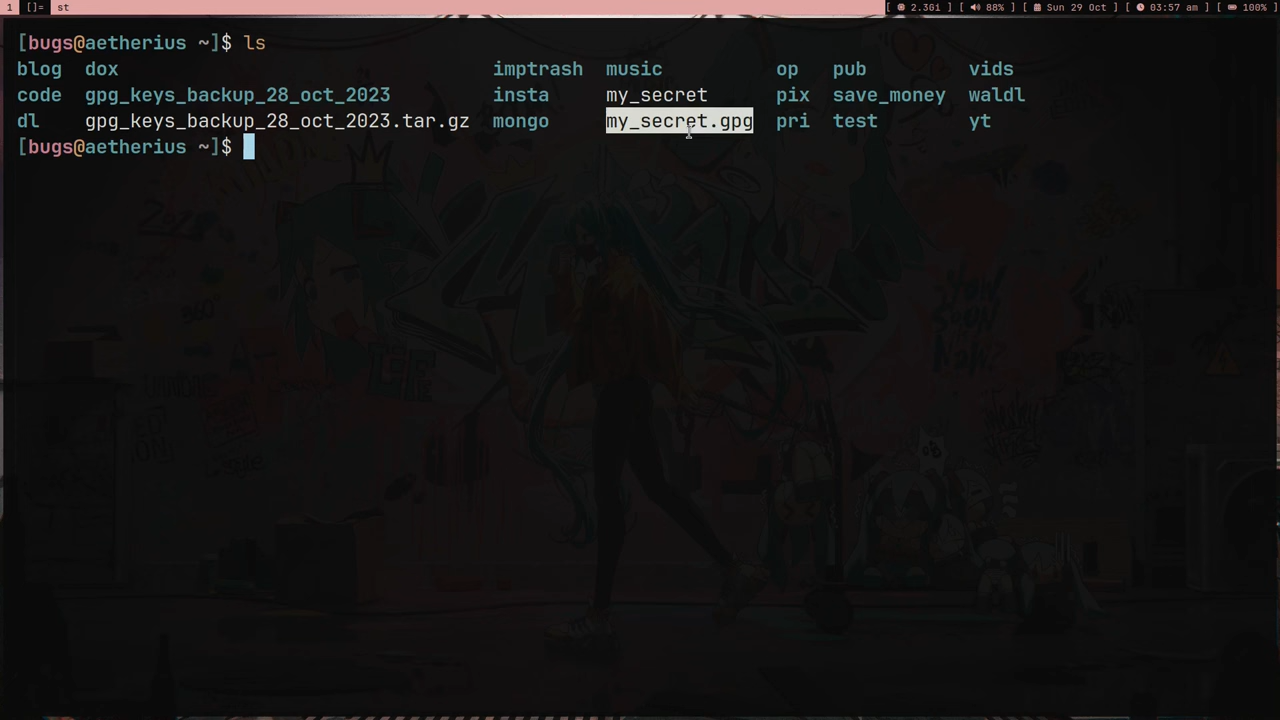 1 []= st [ 2.3Gi ] [ 88% ] [ Sun 29 Oct ] [ 03:57 am ] [ 100% ]
[bugs@aetherius ~]$ ls
blog dox imptrash music op pub vids
code gpg_keys_backup_28_oct_2023 insta my_secret pix save_money waldl
dl gpg_keys_backup_28_oct_2023.tar.gz mongo my_secret.gpg pri test yt
[bugs@aetherius ~]$